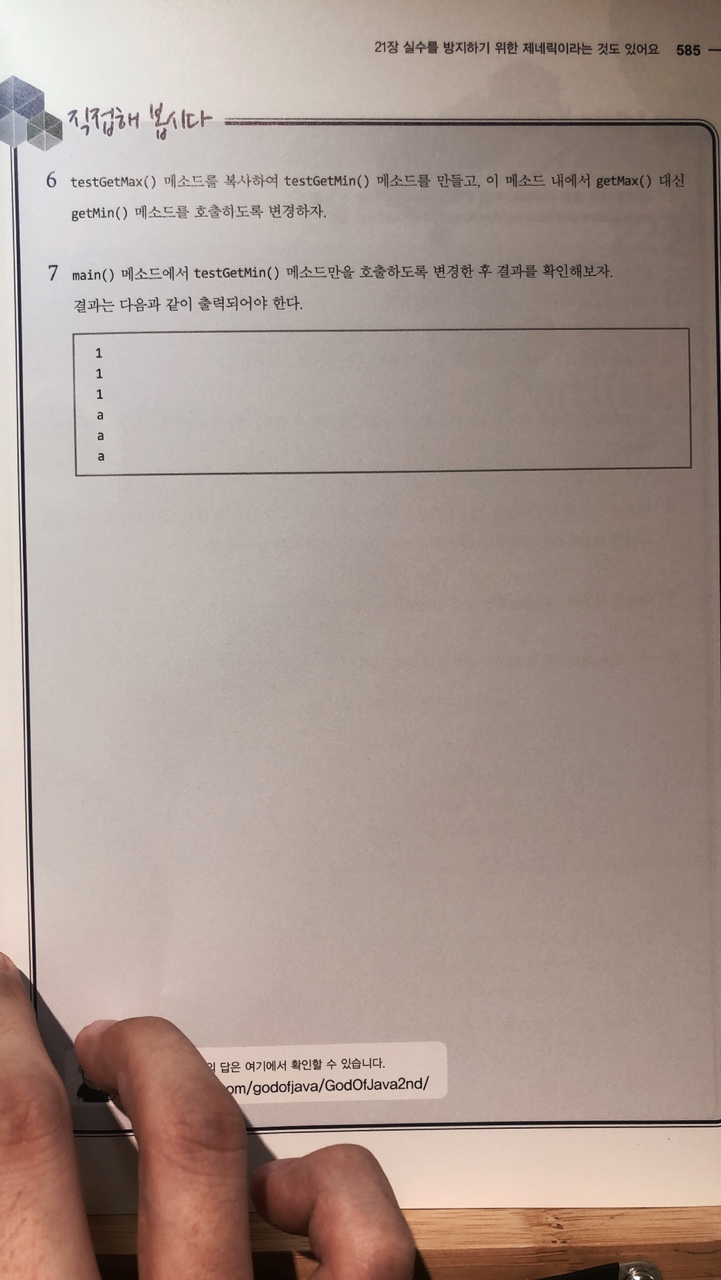 21장 실수를 방지하기 위한 제네릭이라는 것도 있어요 585
직접해 봅시다
6 testGetMax() 메소드를 복사하여 testGetMin() 메소드를 만들고, 이 메소드 내에서 getMax() 대신
getMin() 메소드를 호출하도록 변경하자.
7 main() 메소드에서 testGetMin() 메소드만을 호출하도록 변경한 후 결과를 확인해보자.
결과는 다음과 같이 출력되어야 한다.
1
1
1
a
a
a
답은 여기에서 확인할 수 있습니다.
om/godofjava/GodOfJava2nd/